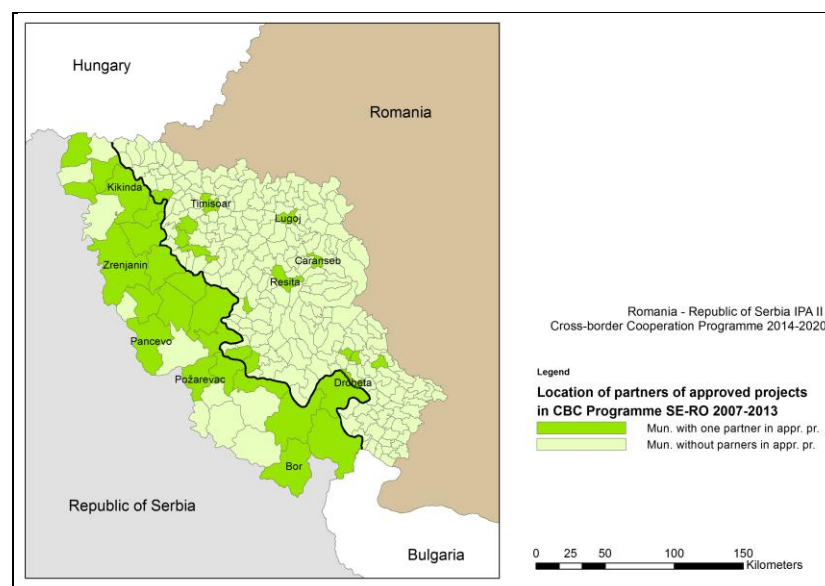 Hungary
Romania
Kikinda
Timisoar
Lugoj
Zrenjanin
Caranseb
Resita
Pancevo
Požarevac
Drobeta
Bor
Republic of Serbia
Bulgaria
Romania - Republic of Serbia IPA II
Cross-border Cooperation Programme 2014-2020
Legend
Location of partners of approved projects
in CBC Programme SE-RO 2007-2013
Mun. with one partner in appr. pr.
Mun. without parners in appr. pr.
0 25 50 100 150
Kilometers